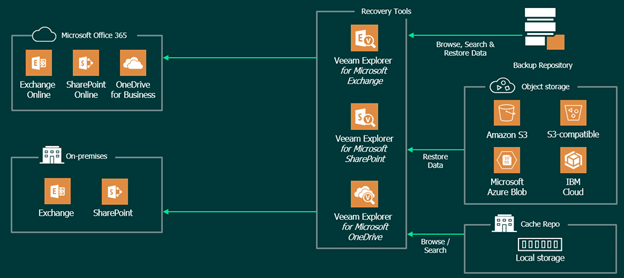 Microsoft Office 365
Exchange
Online
SharePoint
Online
OneDrive
for Business
On-premises
Exchange
SharePoint
Recovery Tools
Veeam Explorer
for Microsoft
Exchange
Veeam Explorer
for Microsoft
SharePoint
Veeam Explorer
for Microsoft
OneDrive
Browse, Search &
Restore Data
Backup Repository
Object storage
Amazon S3
S3-compatible
Microsoft
Azure Blob
IBM
Cloud
Restore
Data
Cache Repo
Local storage
Browse /
Search